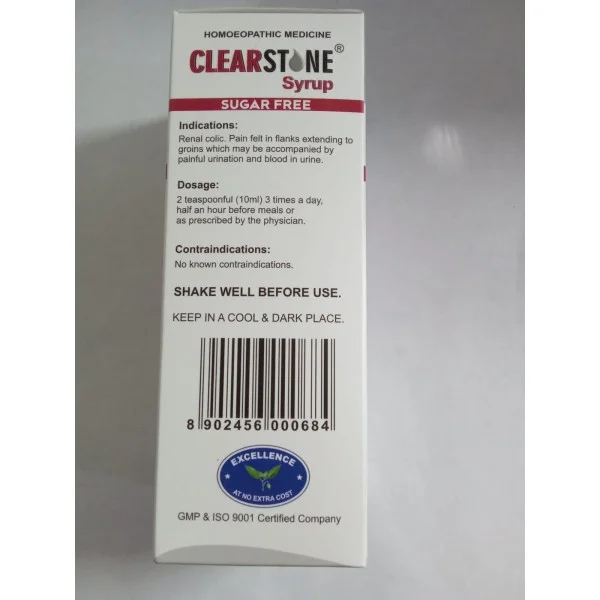 HOMOEOPATHIC MEDICINE
CLEARSTONE®
Syrup
SUGAR FREE
Indications:
Renal colic. Pain felt in flanks extending to
groins which may be accompanied by
painful urination and blood in urine.
Dosage:
2 teaspoonful (10ml) 3 times a day,
half an hour before meals or
as prescribed by the physician.
Contraindications:
No known contraindications.
SHAKE WELL BEFORE USE.
KEEP IN A COOL & DARK PLACE.
8 902456 000684
EXCELLENCE
AT NO EXTRA COST
GMP & ISO 9001 Certified Company